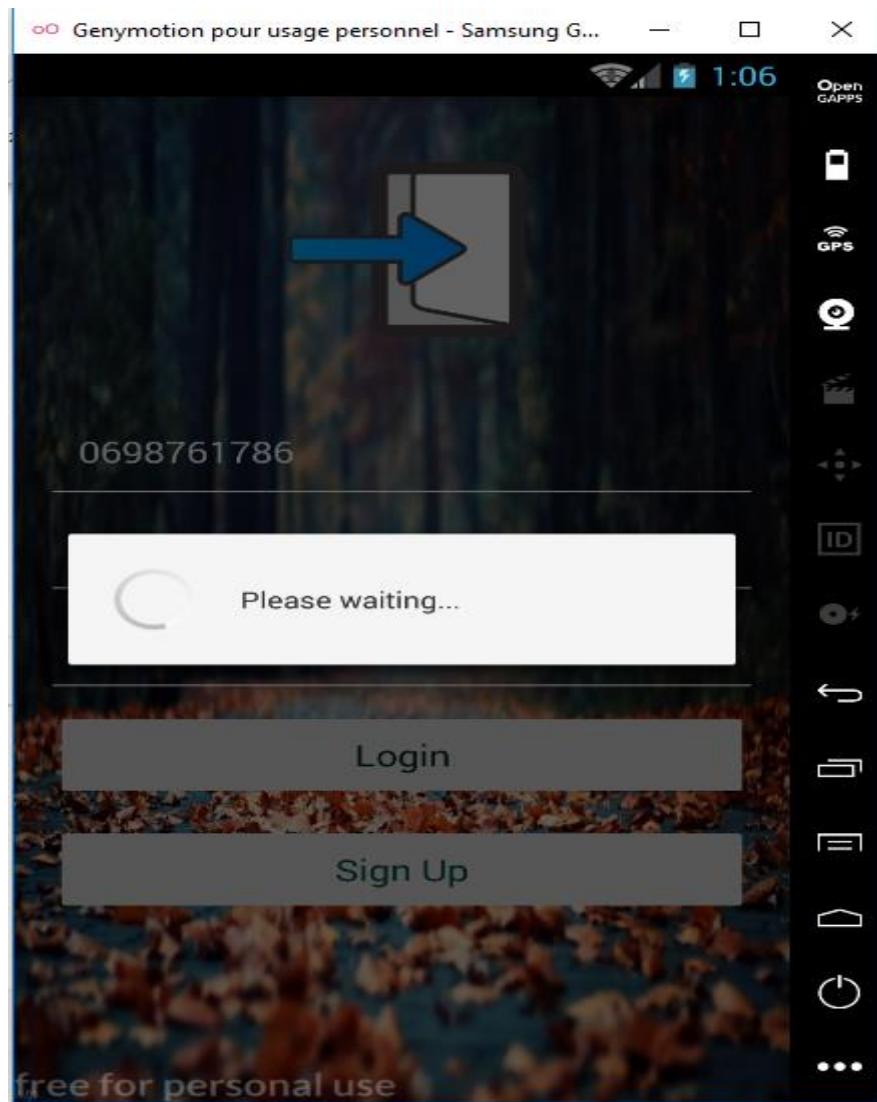 Genymotion pour usage personnel - Samsung G...
1:06
Open
GAPPS
GPS
0698761786
ID
Please waiting...
Login
Sign Up
free for personal use